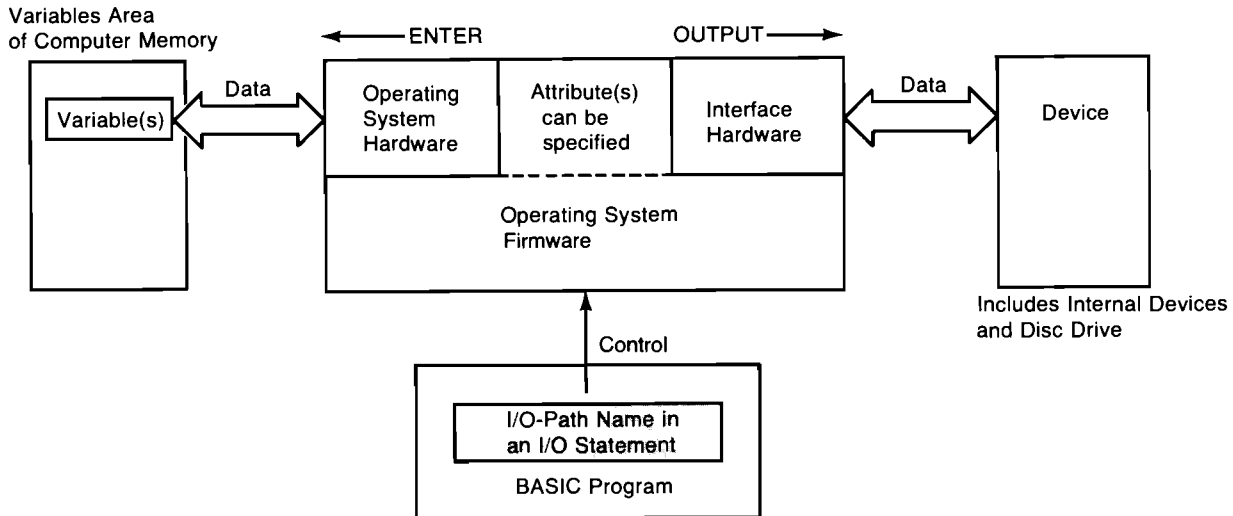 Variables Area
of Computer Memory
ENTER
OUTPUT
Variable(s)
Data
Operating
System
Hardware
Attribute(s)
can be
specified
Interface
Hardware
Data
Device
Operating System
Firmware
Includes Internal Devices
and Disc Drive
Control
I/O-Path Name in
an I/O Statement
BASIC Program